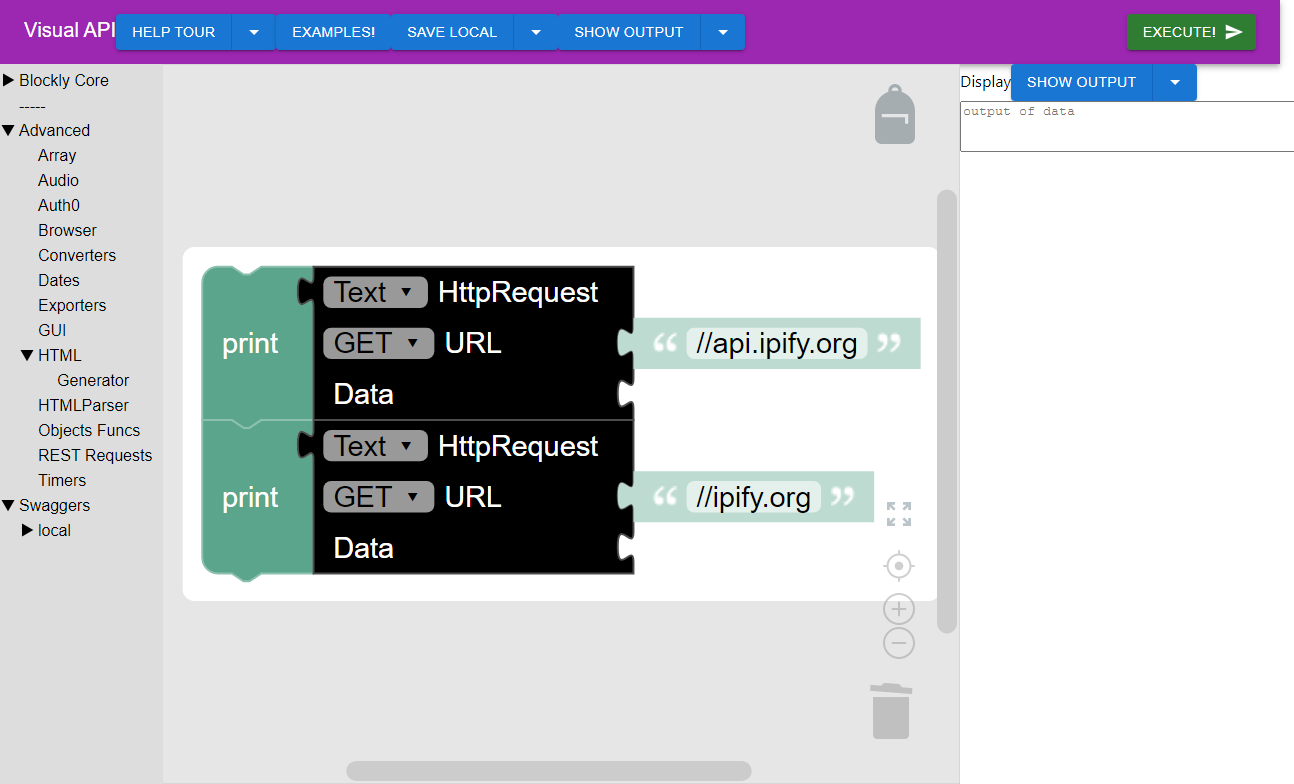 Visual API
HELP TOUR
EXAMPLES!
SAVE LOCAL
SHOW OUTPUT
EXECUTE!
Blockly Core
-----
Advanced
Array
Audio
Auth0
Browser
Converters
Dates
Exporters
GUI
HTML
Generator
HTMLParser
Objects Funcs
REST Requests
Timers
Swaggers
local
print
Text HttpRequest
GET URL “ //api.ipify.org ”
Data
print
Text HttpRequest
GET URL “ //ipify.org ”
Data
Display SHOW OUTPUT
output of data